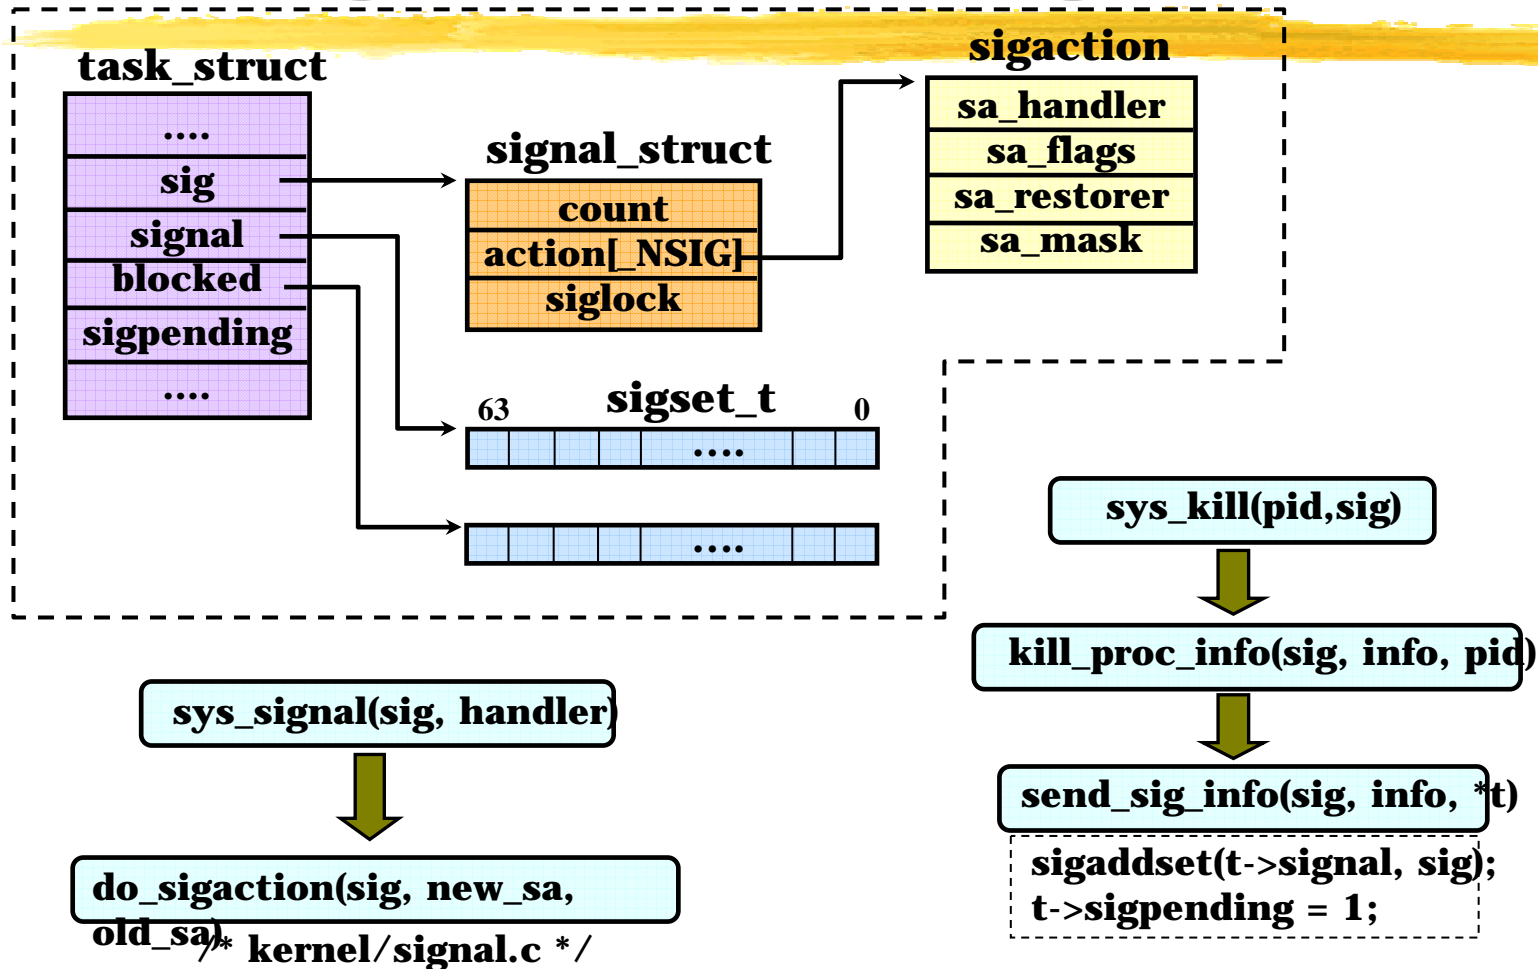 task_struct
....
sig
signal
blocked
sigpending
....
signal_struct
count
action[_NSIG]
siglock
sigaction
sa_handler
sa_flags
sa_restorer
sa_mask
63 sigset_t 0
....
....
sys_signal(sig, handler)
do_sigaction(sig, new_sa,
old_sa)
/* kernel/signal.c */
sys_kill(pid,sig)
kill_proc_info(sig, info, pid)
send_sig_info(sig, info, *t)
sigaddset(t->signal, sig);
t->sigpending = 1;